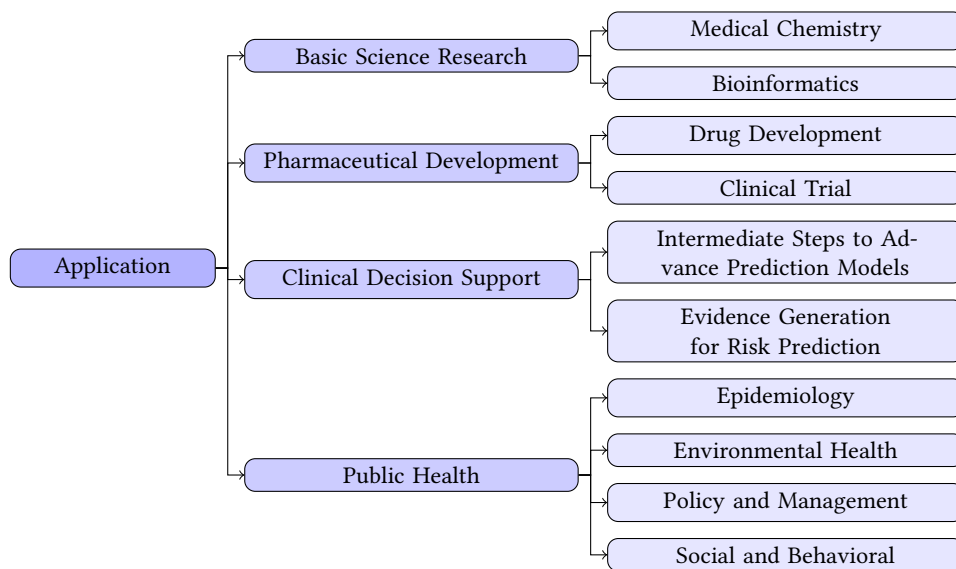 Application
Basic Science Research
Medical Chemistry
Bioinformatics
Pharmaceutical Development
Drug Development
Clinical Trial
Clinical Decision Support
Intermediate Steps to Ad-
vance Prediction Models
Evidence Generation
for Risk Prediction
Public Health
Epidemiology
Environmental Health
Policy and Management
Social and Behavioral